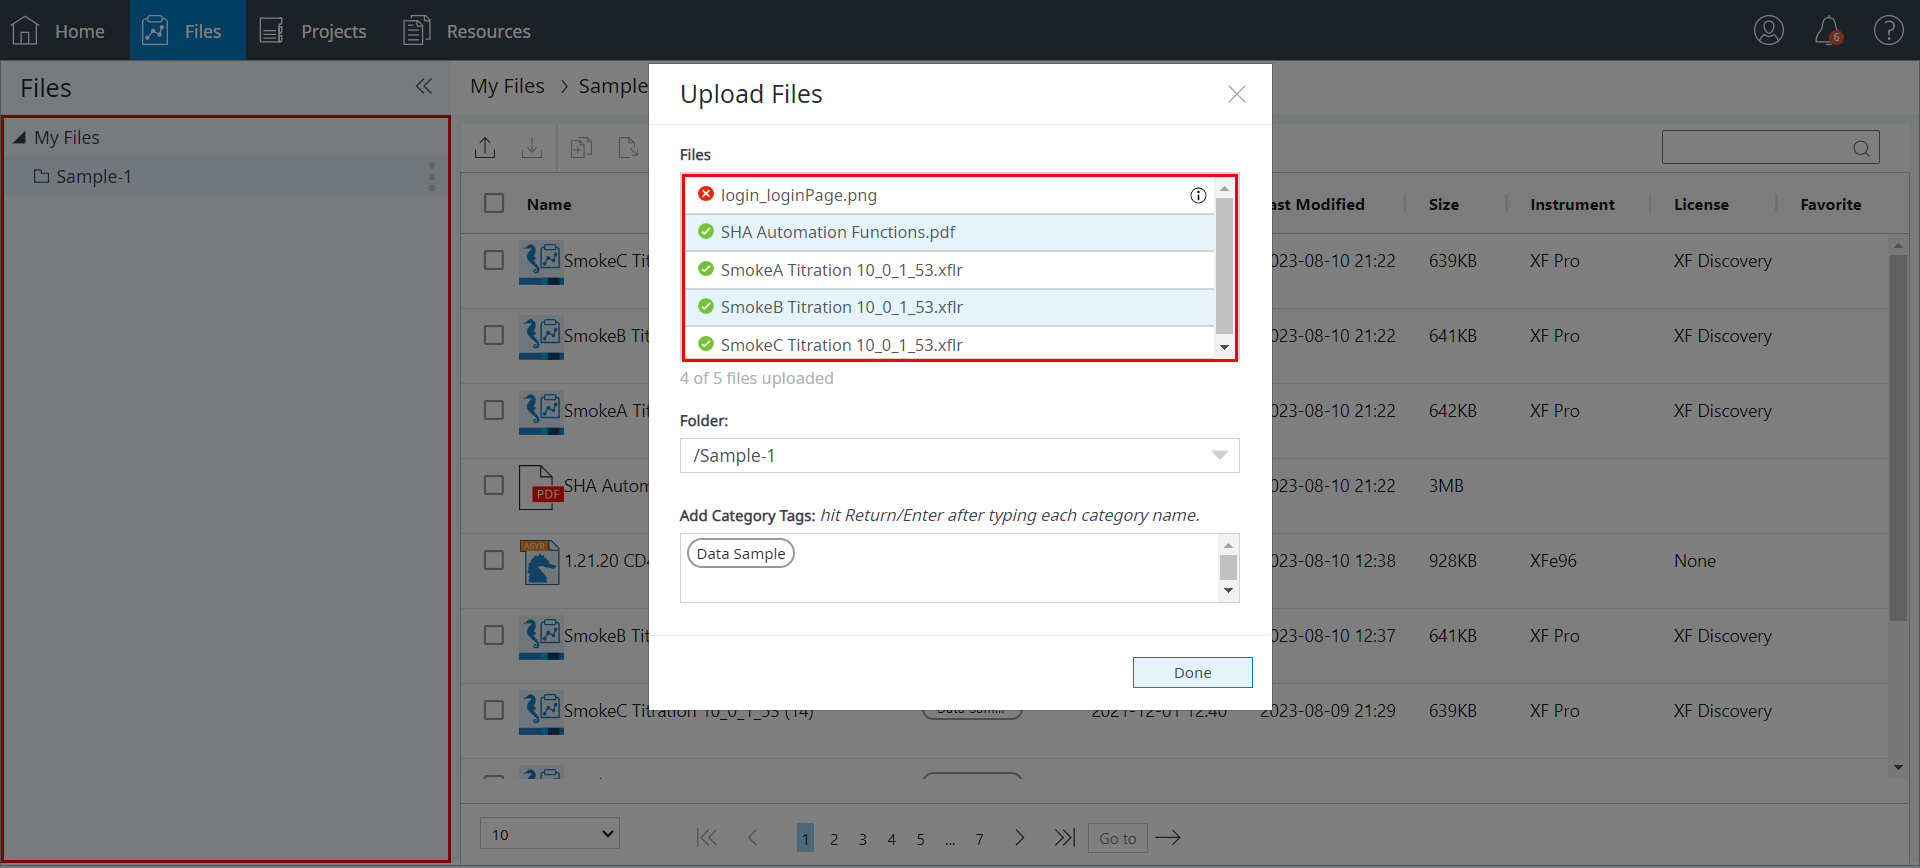 Home Files Projects Resources
6 ?
Files
My Files > Sample
My Files
Sample-1
Upload Files
Files
login_loginPage.png
SHA Automation Functions.pdf
SmokeA Titration 10_0_1_53.xflr
SmokeB Titration 10_0_1_53.xflr
SmokeC Titration 10_0_1_53.xflr
4 of 5 files uploaded
Folder:
/Sample-1
Add Category Tags: hit Return/Enter after typing each category name.
Data Sample
Done
Name ast Modified Size Instrument License Favorite
SmokeC Tit 023-08-10 21:22 639KB XF Pro XF Discovery
SmokeB Tit 023-08-10 21:22 641KB XF Pro XF Discovery
SmokeA Tit 023-08-10 21:22 642KB XF Pro XF Discovery
PDF SHA Autom 023-08-10 21:22 3MB
ASYR 1.21.20 CD4 023-08-10 12:38 928KB XFe96 None
SmokeB Tit 023-08-10 12:37 641KB XF Pro XF Discovery
SmokeC Titration 10_0_1_53 (14) Data Sam... 2021-12-01 12:40 2023-08-09 21:29 639KB XF Pro XF Discovery
10 1 2 3 4 5 ... 7 Go to